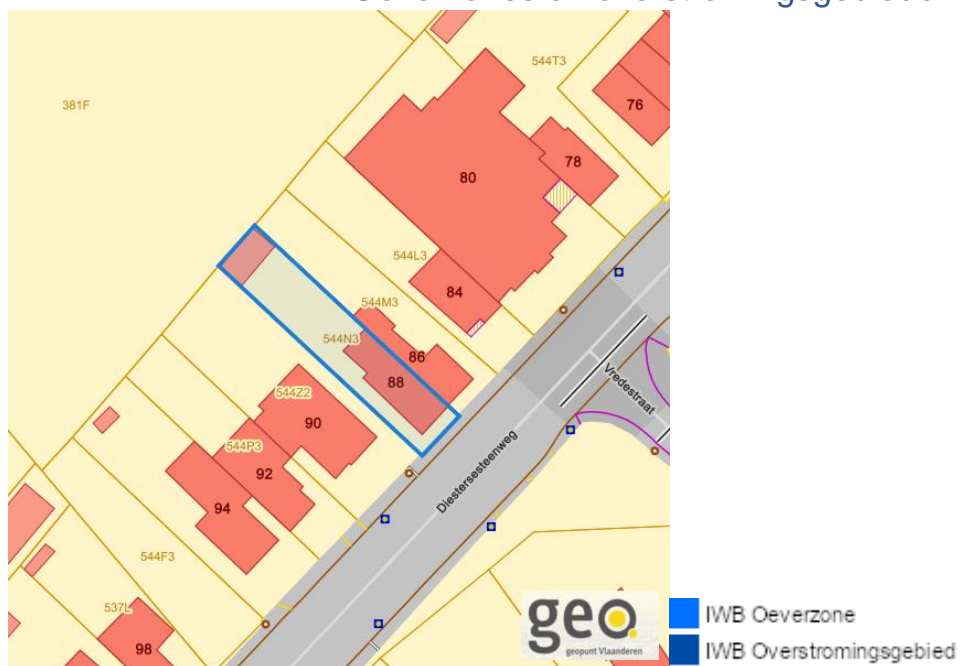 381F
544T3
76
78
80
544L3
84
544M3
544N3
86
88
Vredestraat
544Z2
90
Diestersesteenweg
544P3
92
94
544F3
537L
98
geo
geopunt Vlaanderen
IWB Oeverzone
IWB Overstromingsgebied